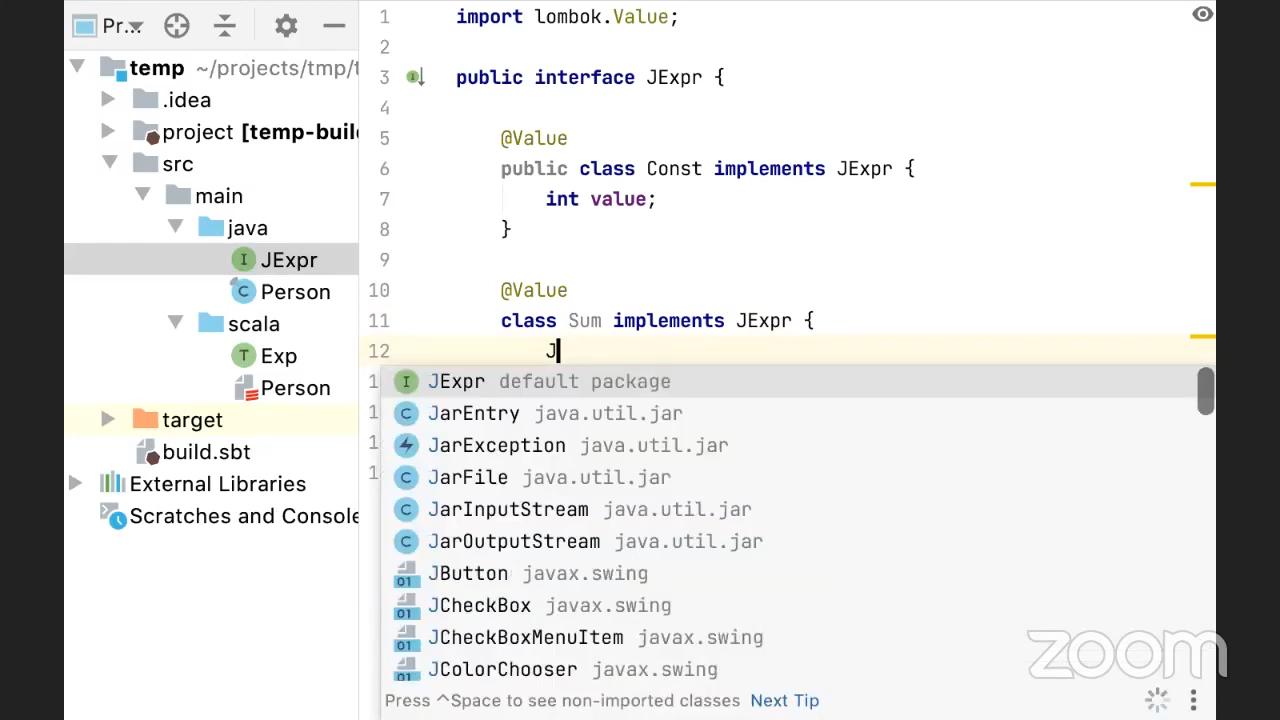 Pr...
temp ~/projects/tmp/t
.idea
project [temp-buil
src
main
java
JExpr
Person
scala
Exp
Person
target
build.sbt
External Libraries
Scratches and Console
1 import lombok.Value;
2
3 public interface JExpr {
4
5 @Value
6 public class Const implements JExpr {
7 int value;
8 }
9
10 @Value
11 class Sum implements JExpr {
12 J
1
1
1
1
JExpr default package
JarEntry java.util.jar
JarException java.util.jar
JarFile java.util.jar
JarInputStream java.util.jar
JarOutputStream java.util.jar
JButton javax.swing
JCheckBox javax.swing
JCheckBoxMenuItem javax.swing
JColorChooser javax.swing
Press ^Space to see non-imported classes Next Tip
zoom